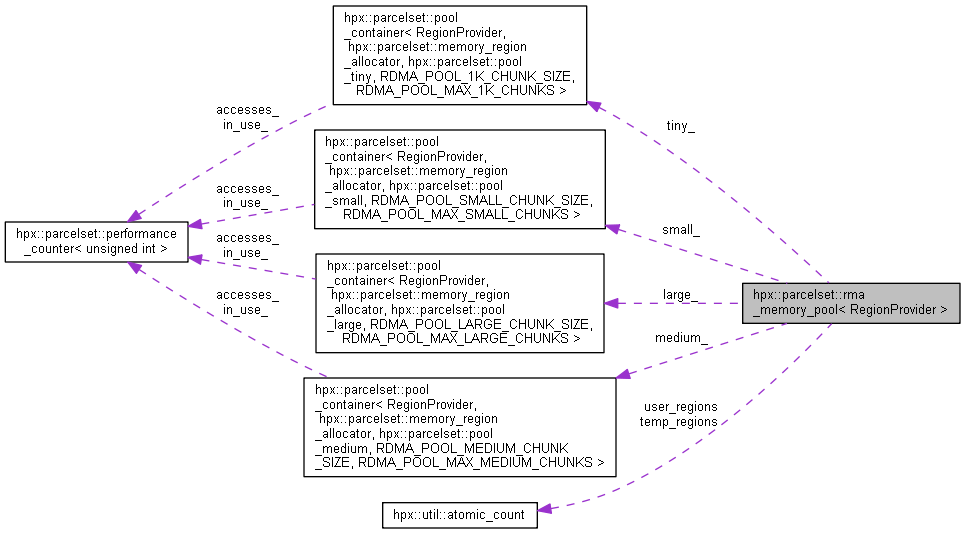 hpx::parcelset::pool
_container< RegionProvider,
hpx::parcelset::memory_region
_allocator, hpx::parcelset::pool
_tiny, RDMA_POOL_1K_CHUNK_SIZE,
RDMA_POOL_MAX_1K_CHUNKS >
accesses_
in_use_
tiny_
hpx::parcelset::pool
_container< RegionProvider,
hpx::parcelset::memory_region
_allocator, hpx::parcelset::pool
_small, RDMA_POOL_SMALL_CHUNK_SIZE,
RDMA_POOL_MAX_SMALL_CHUNKS >
accesses_
in_use_
small_
hpx::parcelset::performance
_counter< unsigned int >
accesses_
in_use_
hpx::parcelset::pool
_container< RegionProvider,
hpx::parcelset::memory_region
_allocator, hpx::parcelset::pool
_large, RDMA_POOL_LARGE_CHUNK_SIZE,
RDMA_POOL_MAX_LARGE_CHUNKS >
large_
hpx::parcelset::rma
_memory_pool< RegionProvider >
accesses_
in_use_
medium_
hpx::parcelset::pool
_container< RegionProvider,
hpx::parcelset::memory_region
_allocator, hpx::parcelset::pool
_medium, RDMA_POOL_MEDIUM_CHUNK
_SIZE, RDMA_POOL_MAX_MEDIUM_CHUNKS >
user_regions
temp_regions
hpx::util::atomic_count